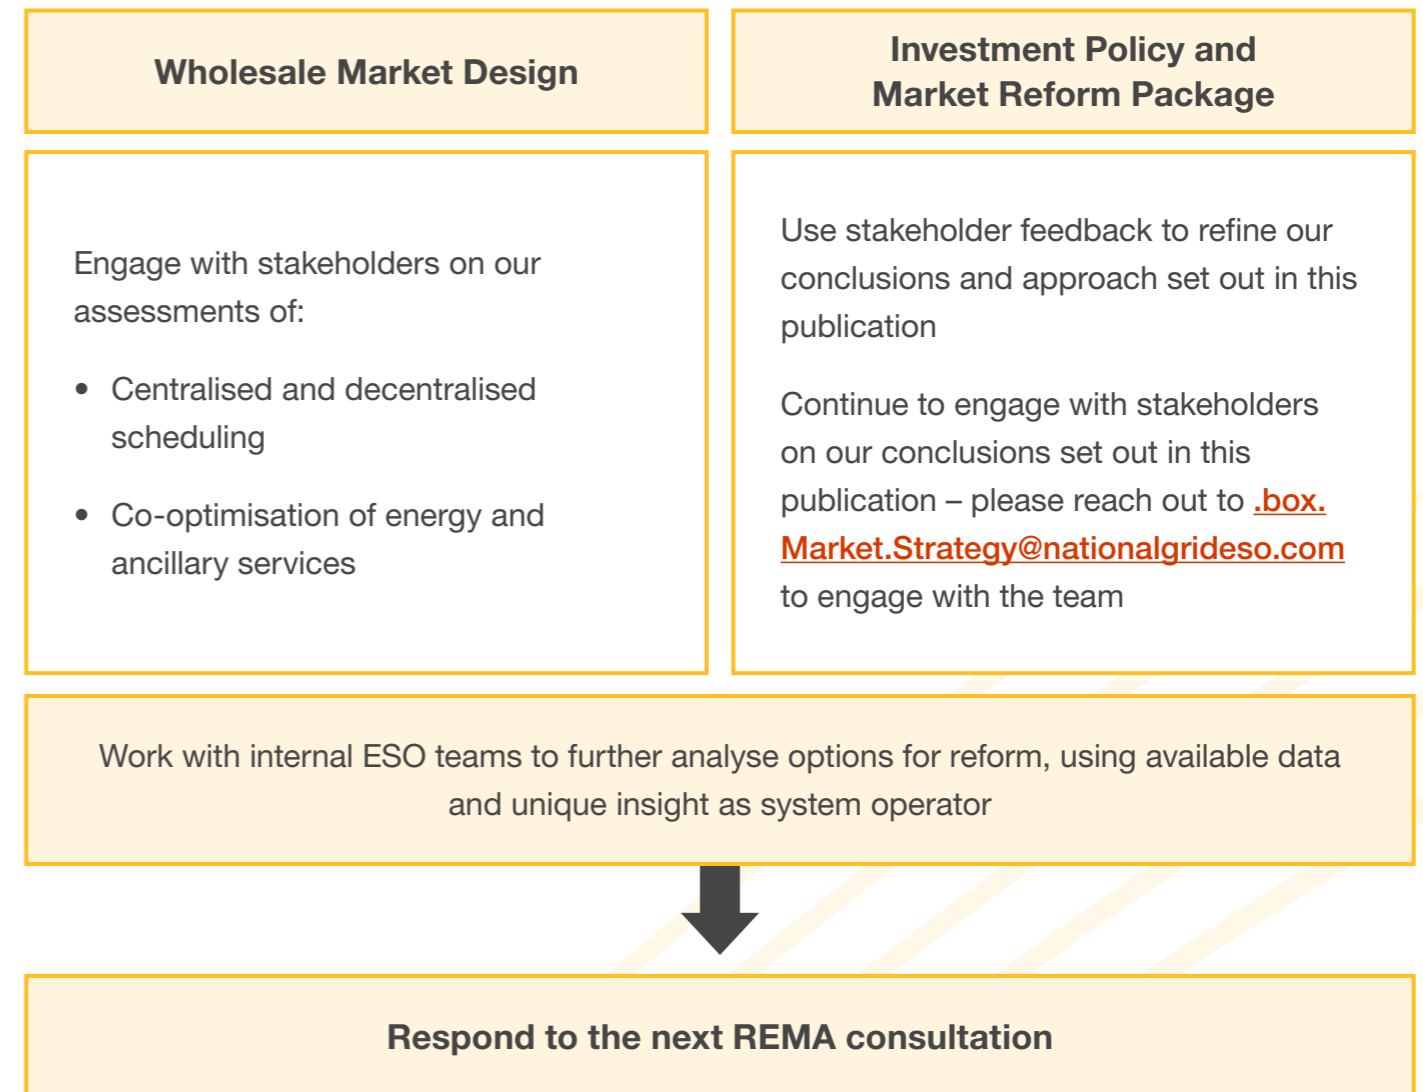 Wholesale Market Design
Investment Policy and
Market Reform Package
Engage with stakeholders on our
assessments of:
• Centralised and decentralised
scheduling
• Co-optimisation of energy and
ancillary services
Use stakeholder feedback to refine our
conclusions and approach set out in this
publication
Continue to engage with stakeholders
on our conclusions set out in this
publication – please reach out to .box.
Market.Strategy@nationalgrideso.com
to engage with the team
Work with internal ESO teams to further analyse options for reform, using available data
and unique insight as system operator
Respond to the next REMA consultation